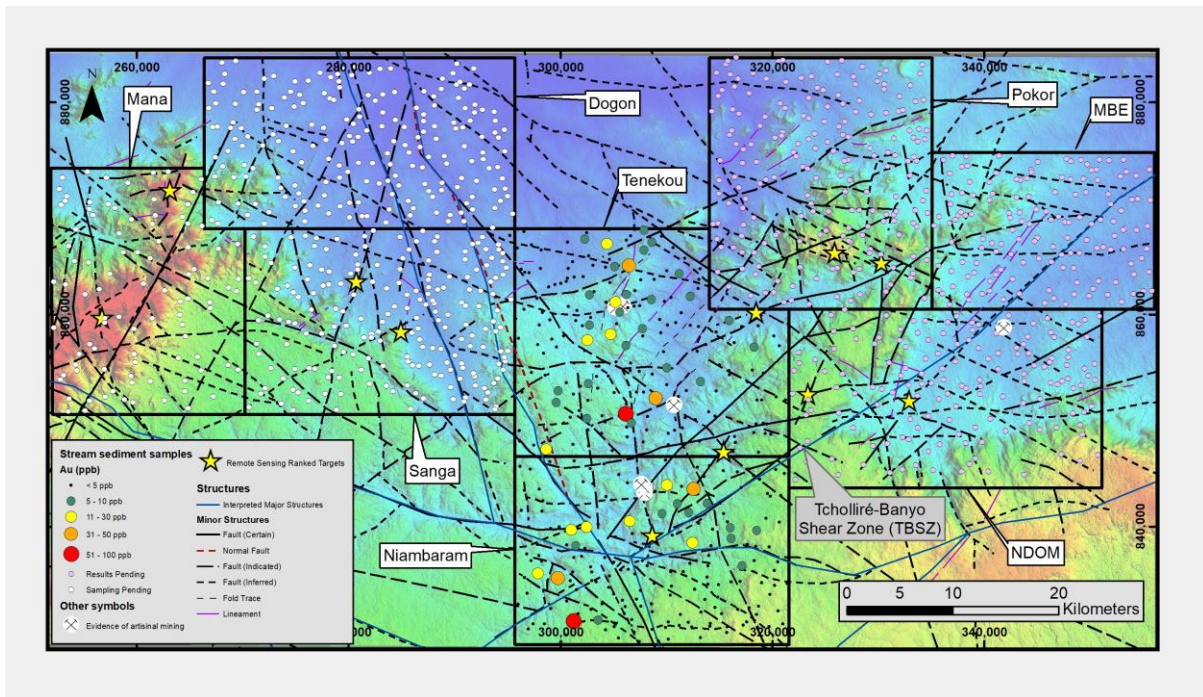 260,000
280,000
300,000
320,000
340,000
N
880,000
880,000
Mana
Dogon
Pokor
MBE
Tenekou
860,000
860,000
Sanga
Tcholliré-Banyo
Shear Zone (TBSZ)
Niambaram
NDOM
840,000
Stream sediment samples
Au (ppb)
< 5 ppb
5 - 10 ppb
11 - 30 ppb
31 - 50 ppb
51 - 100 ppb
Results Pending
Sampling Pending
Other symbols
Evidence of artisinal mining
Remote Sensing Ranked Targets
Structures
Interpreted Major Structures
Minor Structures
Fault (Certain)
Normal Fault
Fault (Indicated)
Fault (Inferred)
Fold Trace
Lineament
0
5
10
20
Kilometers
300,000
320,000
340,000